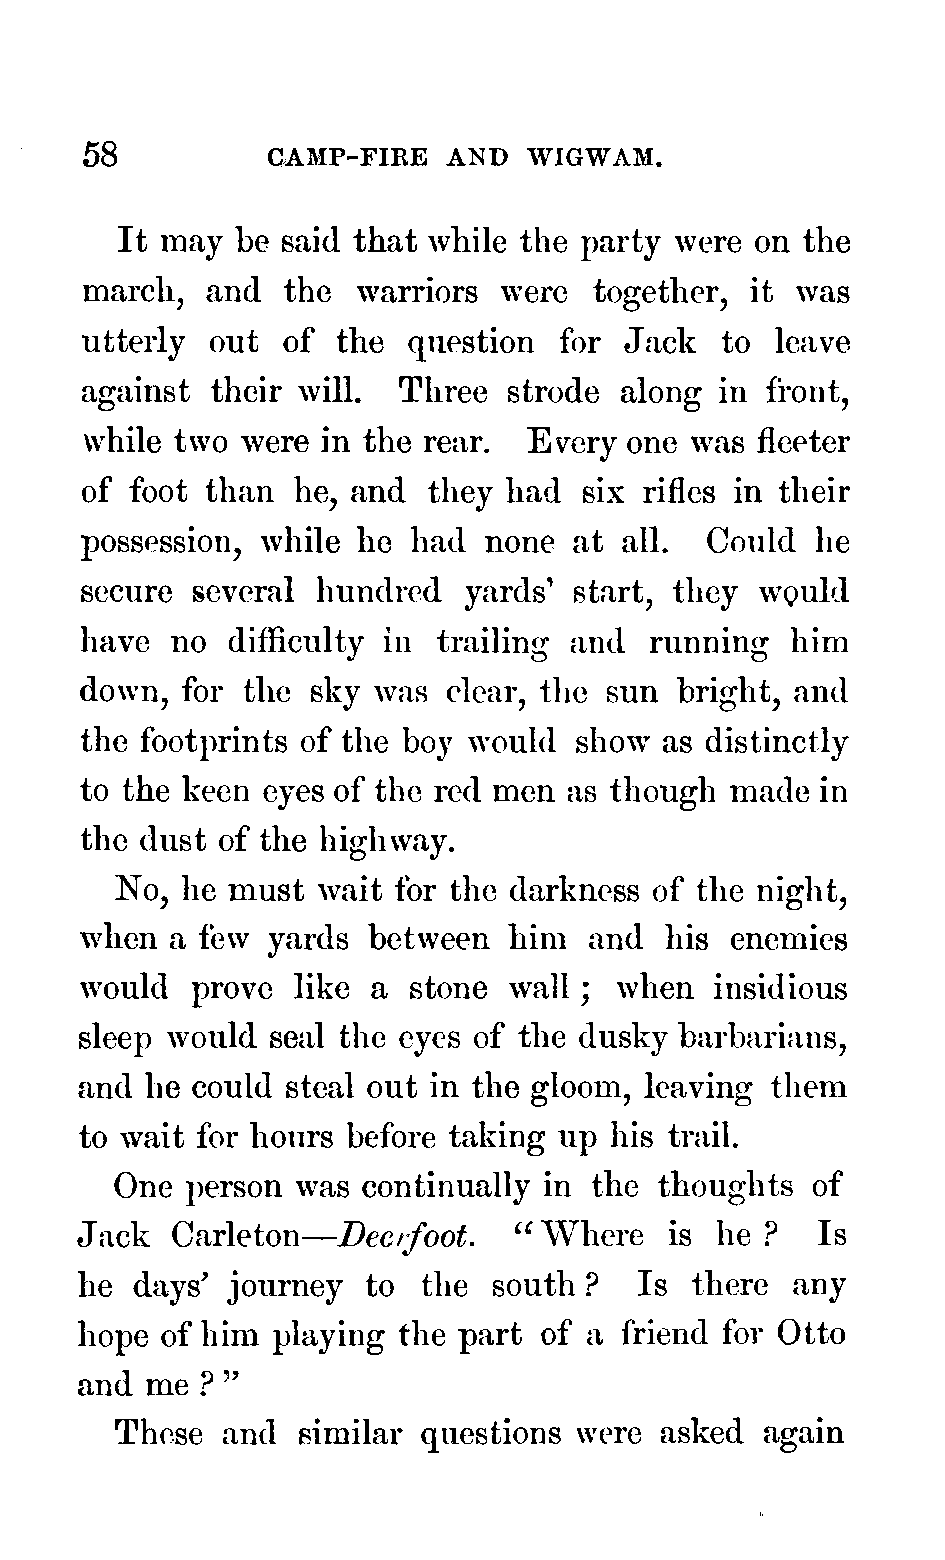 58 CAMP-FIRE AND WIGWAM.
It may be said that while the party were on the
march, and the warriors were together, it was
utterly out of the question for Jack to leave
against their will. Three strode along in front,
while two were in the rear. Every one was fleeter
of foot than he, and they had six rifles in their
possession, while he had none at all. Could he
secure several hundred yards' start, they would
have no difficulty in trailing and running him
down, for the sky was clear, the sun bright, and
the footprints of the boy would show as distinctly
to the keen eyes of the red men as though made in
the dust of the highway.
No, he must wait for the darkness of the night,
when a few yards between him and his enemies
would prove like a stone wall ; when insidious
sleep would seal the eyes of the dusky barbarians,
and he could steal out in the gloom, leaving them
to wait for hours before taking up his trail.
One person was continually in the thoughts of
Jack Carleton—Deerfoot. "Where is he ? Is
he days' journey to the south ? Is there any
hope of him playing the part of a friend for Otto
and me ? "
These and similar questions were asked again